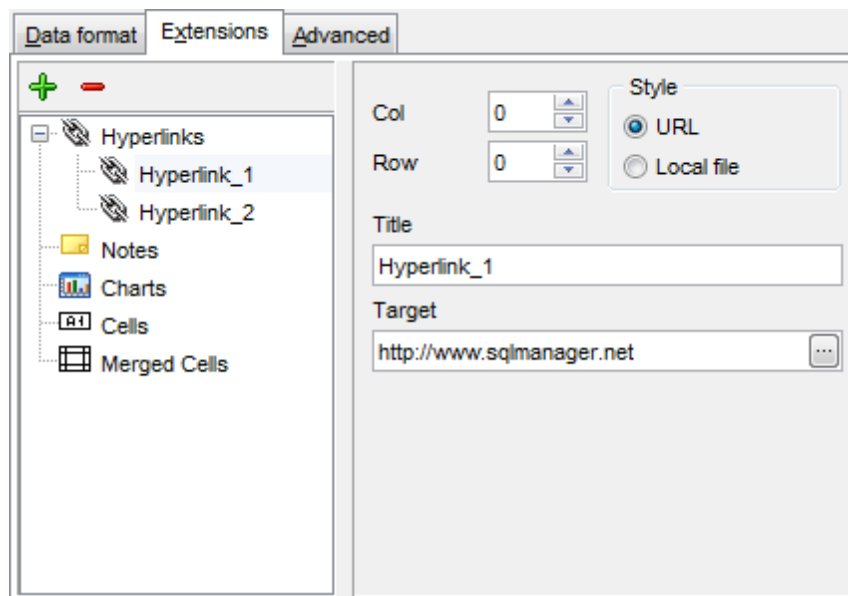 Data format Extensions Advanced
Hyperlinks
Hyperlink_1
Hyperlink_2
Notes
Charts
Cells
Merged Cells
Col 0
Row 0
Style
URL
Local file
Title
Hyperlink_1
Target
http://www.sqlmanager.net ...